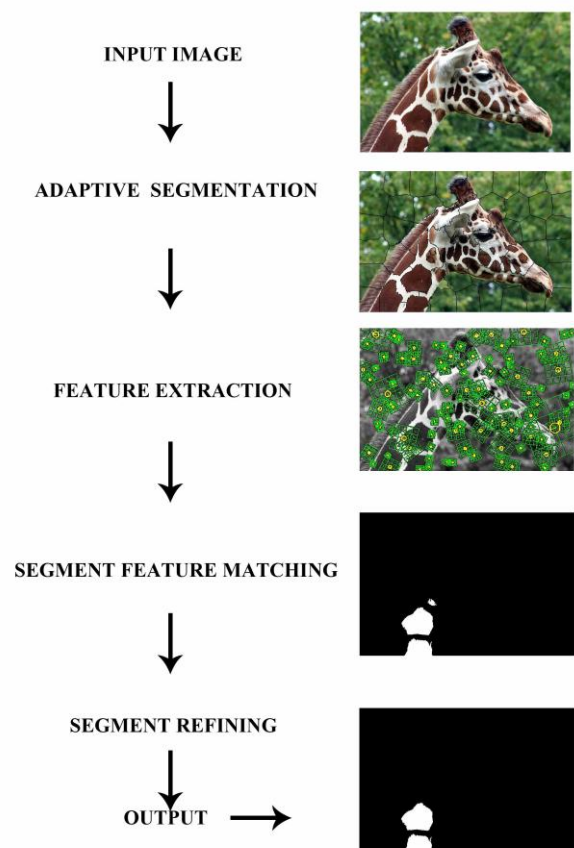 INPUT IMAGE
ADAPTIVE SEGMENTATION
FEATURE EXTRACTION
SEGMENT FEATURE MATCHING
SEGMENT REFINING
OUTPUT